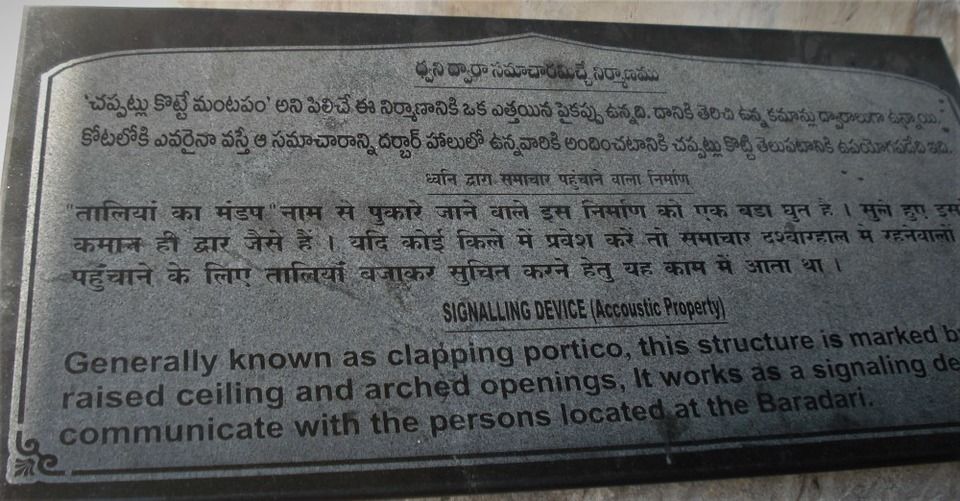 ధ్వని ద్వారా సమాచారమిచ్చే నిర్మాణము
'చప్పట్లు కొట్టే మంటపం' అని పిలిచే ఈ నిర్మాణానికి ఒక ఎత్తయిన పైకప్పు ఉన్నది. దానికి తెరిచి ఉన్న కమాన్లు ద్వారాలుగా ఉన్నాయి.
కోటలోకి ఎవరైనా వస్తే ఆ సమాచారాన్ని దర్బార్ హాలులో ఉన్నవారికి అందించటానికి చప్పట్లు కొట్టి తెలుపటానికి ఉపయోగపడేది ఇది.
ध्वनि द्वारा समाचार पहुंचाने वाला निर्माण
"तालियां का मंडप" नाम से पुकारे जाने वाले इस निर्माण को एक बडा घुन है । मुले हुए इस
कमान ही द्वार जैसे हैं । यदि कोई किले में प्रवेश करें तो समाचार दश्वारहाल मे रहनेवालों
पहुँचाने के लिए तालियाँ बजाकर सुचित करने हेतु यह काम में आता था ।
SIGNALLING DEVICE (Accoustic Property)
Generally known as clapping portico, this structure is marked b
raised ceiling and arched openings, It works as a signaling de
communicate with the persons located at the Baradari.